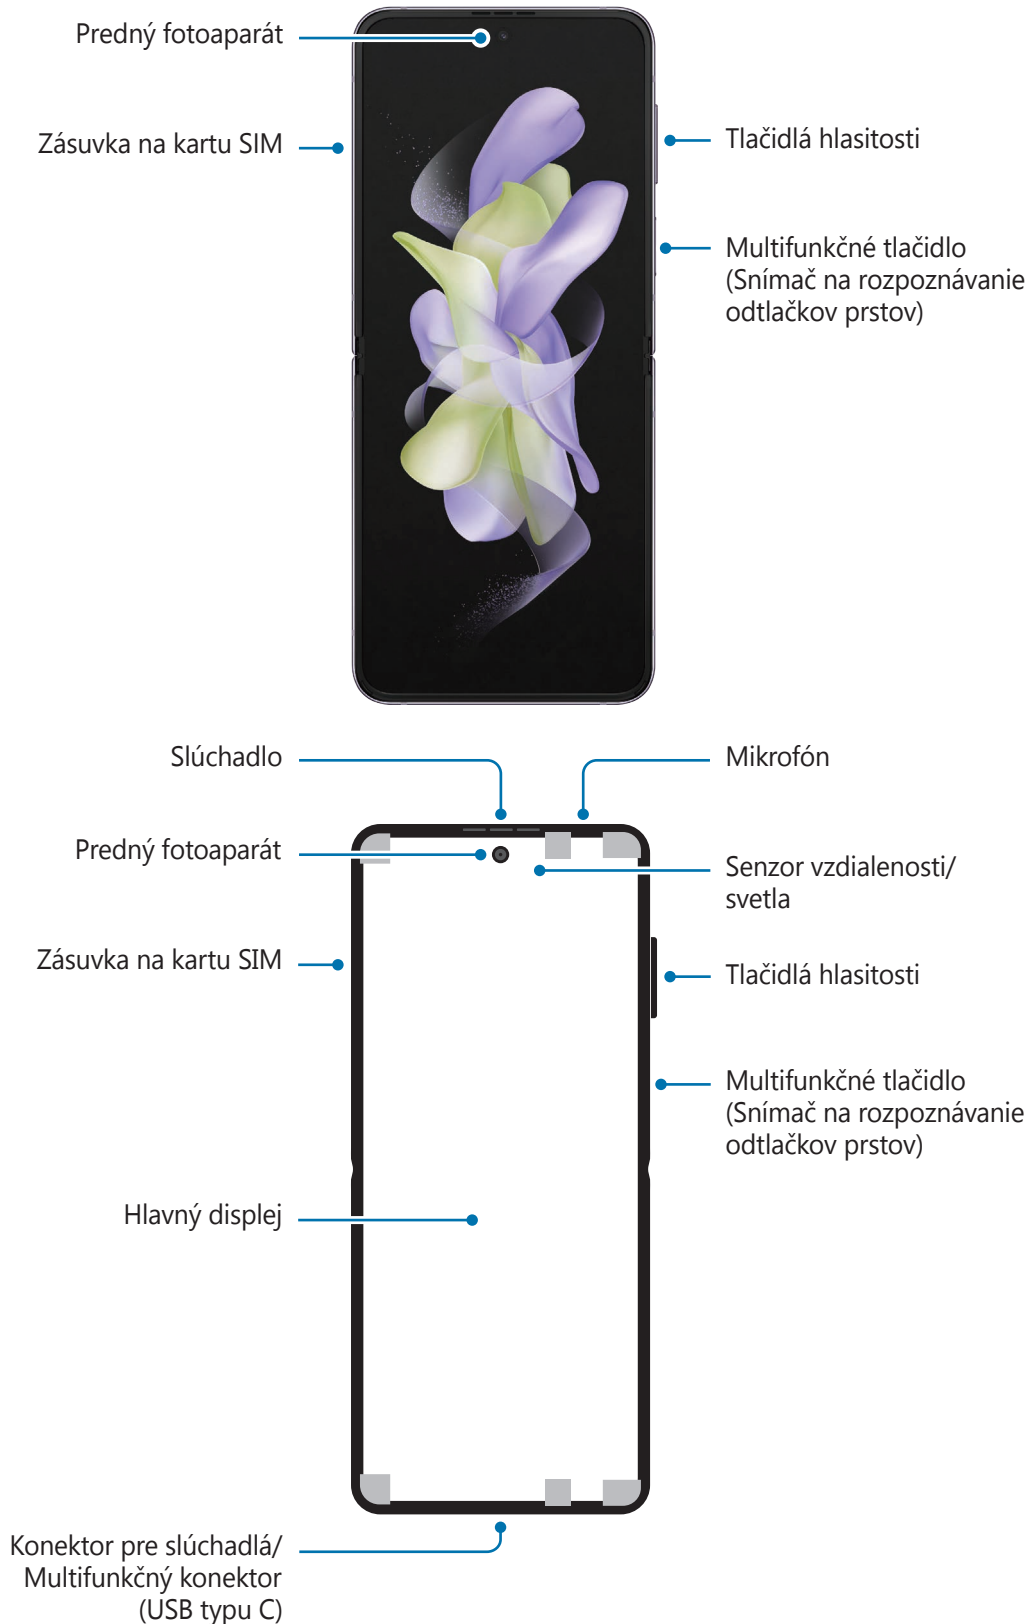 Predný fotoaparát
Zásuvka na kartu SIM
Tlačidlá hlasitosti
Multifunkčné tlačidlo
(Snímač na rozpoznávanie
odtlačkov prstov)
Slúchadlo
Mikrofón
Predný fotoaparát
Senzor vzdialenosti/
svetla
Zásuvka na kartu SIM
Tlačidlá hlasitosti
Multifunkčné tlačidlo
(Snímač na rozpoznávanie
odtlačkov prstov)
Hlavný displej
Konektor pre slúchadlá/
Multifunkčný konektor
(USB typu C)